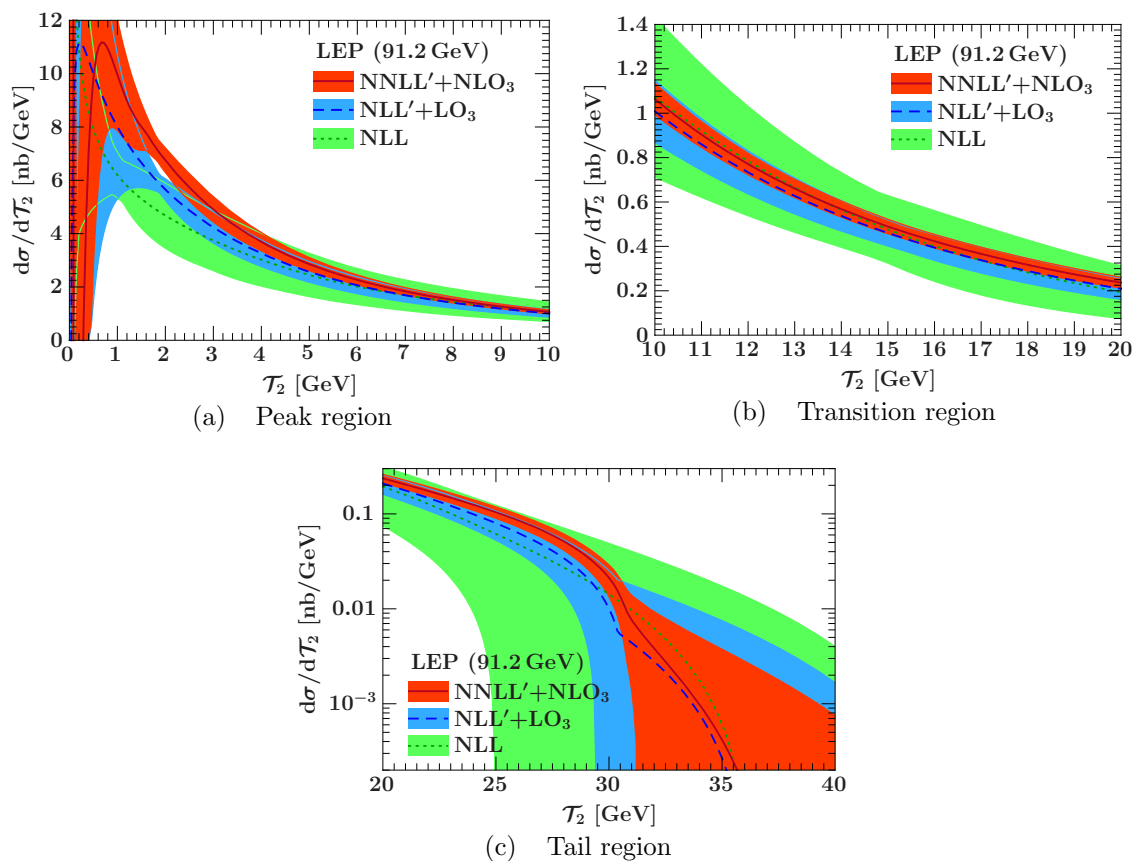 12
10
8
6
4
2
0
dσ/dT₂ [nb/GeV]
LEP (91.2 GeV)
NNLL′+NLO₃
NLL′+LO₃
NLL
0 1 2 3 4 5 6 7 8 9 10
T₂ [GeV]
(a) Peak region
1.4
1.2
1
0.8
0.6
0.4
0.2
0
dσ/dT₂ [nb/GeV]
LEP (91.2 GeV)
NNLL′+NLO₃
NLL′+LO₃
NLL
10 11 12 13 14 15 16 17 18 19 20
T₂ [GeV]
(b) Transition region
0.1
0.01
10⁻³
dσ/dT₂ [nb/GeV]
LEP (91.2 GeV)
NNLL′+NLO₃
NLL′+LO₃
NLL
20 25 30 35 40
T₂ [GeV]
(c) Tail region